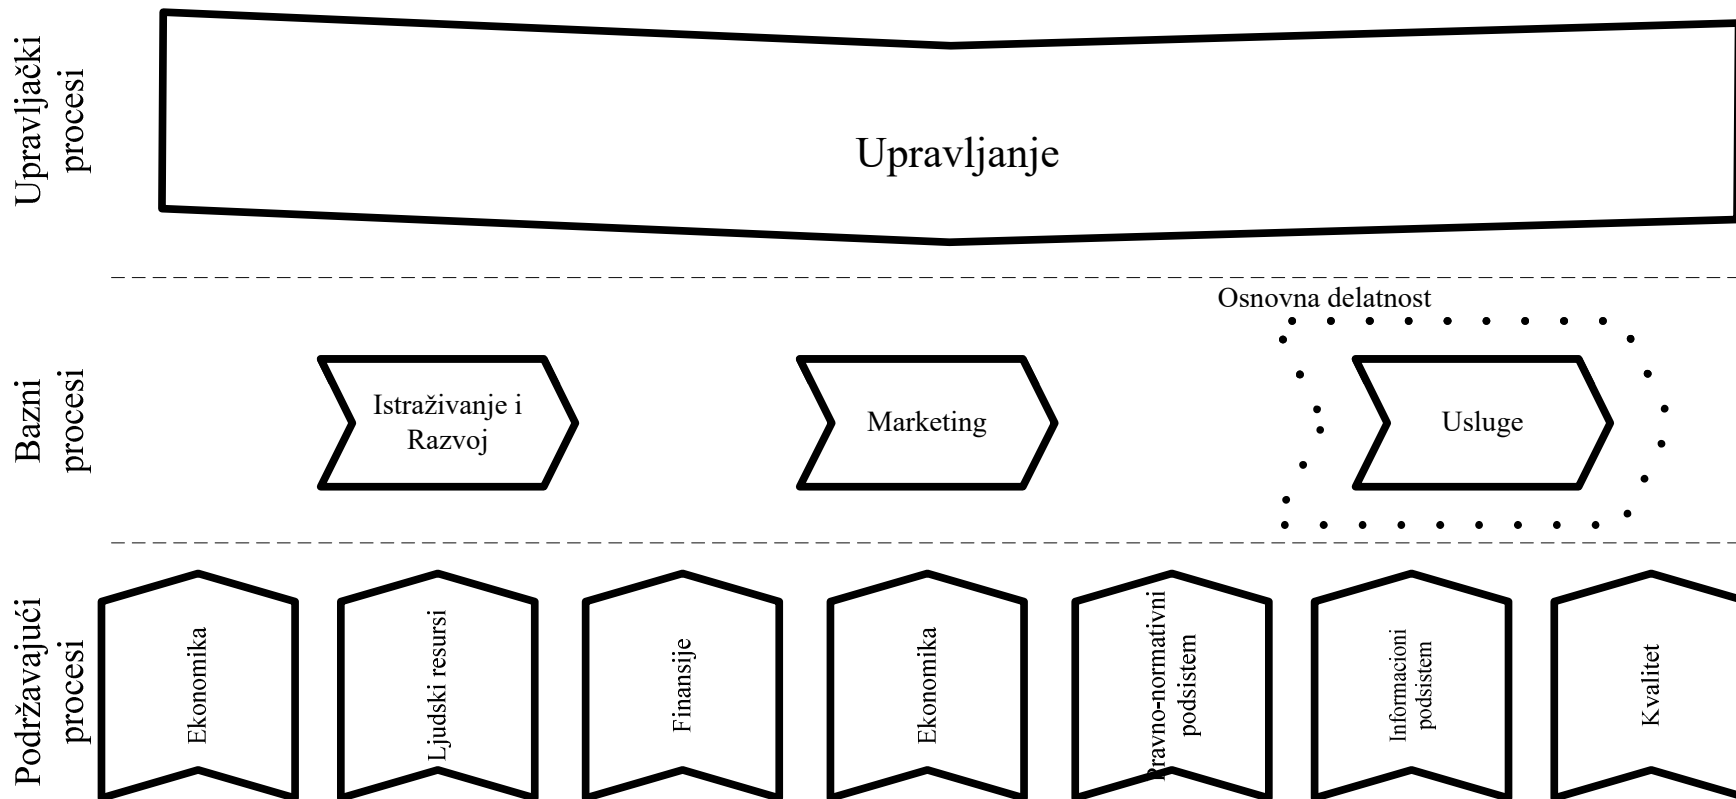 Upravljački
procesi
Upravljanje
Osnovna delatnost
Bazni
procesi
Istraživanje i
Razvoj
Marketing
Usluge
Podržavajući
procesi
Ekonomika
Ljudski resursi
Finansije
Ekonomika
Pravno-normativni
podsistem
Informacioni
podsistem
Kvalitet